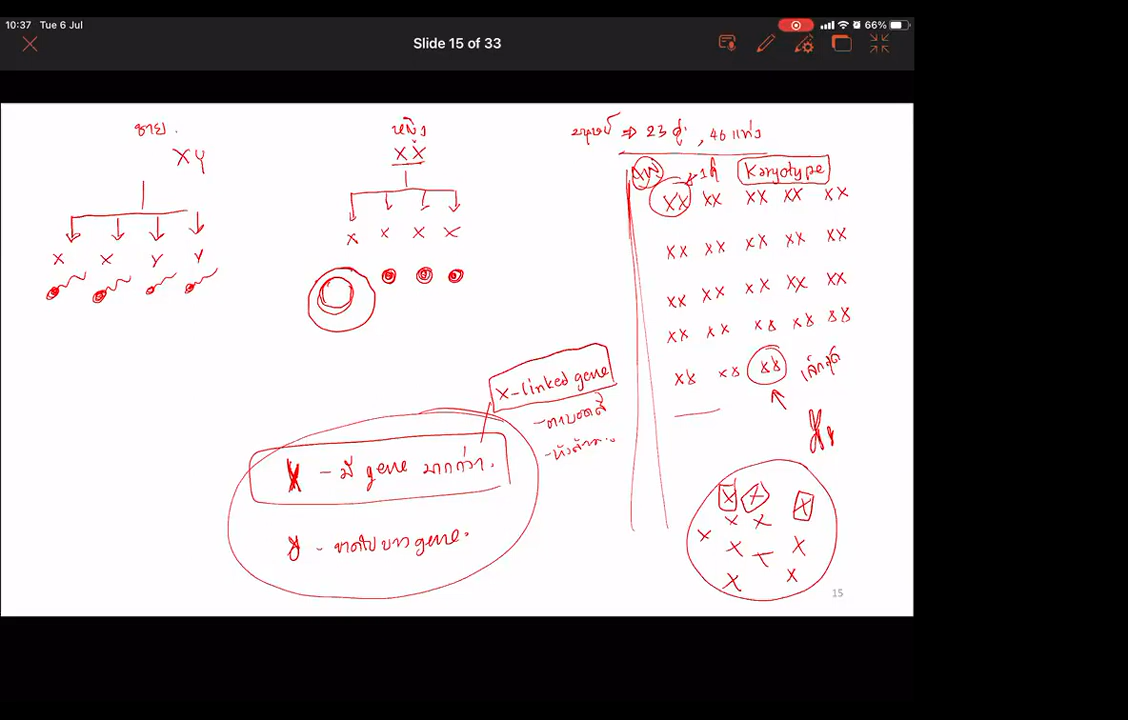 10:37 Tue 6 Jul
66%
Slide 15 of 33
ชาย.
XY
X X Y Y
หญิง
XX
X X X X
มนุษย์ ⇒ 23 คู่, 46 แท่ง
1คู่
Karyotype
XX XX XX XX XX
XX XX XX XX XX
XX XX XX XX XX
XX XX XX XX XX
XX XX XX เล็กสุด
X-linked gene
- ตาบอดสี
X - มี gene มากกว่า.
Y - ขาดไปบาง gene.
X X X
X X
X X X
X X
15